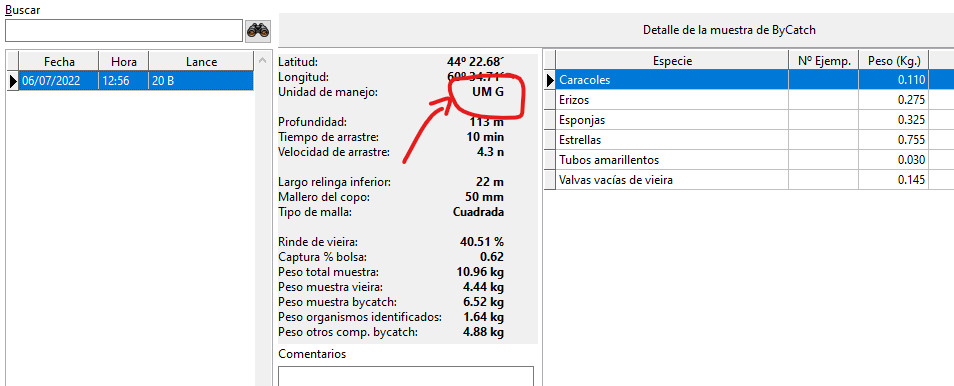 Buscar
Detalle de la muestra de ByCatch
Fecha Hora Lance
06/07/2022 12:56 20 B
Latitud: 44º 22.68´
Longitud: 60º 34.71´
Unidad de manejo: UM G
Profundidad: 113 m
Tiempo de arrastre: 10 min
Velocidad de arrastre: 4.3 n
Largo relinga inferior: 22 m
Mallero del copo: 50 mm
Tipo de malla: Cuadrada
Rinde de vieira: 40.51 %
Captura % bolsa: 0.62
Peso total muestra: 10.96 kg
Peso muestra vieira: 4.44 kg
Peso muestra bycatch: 6.52 kg
Peso organismos identificados: 1.64 kg
Peso otros comp. bycatch: 4.88 kg
Comentarios
Especie Nº Ejemp. Peso (Kg.)
Caracoles 0.110
Erizos 0.275
Esponjas 0.325
Estrellas 0.755
Tubos amarillentos 0.030
Valvas vacías de vieira 0.145